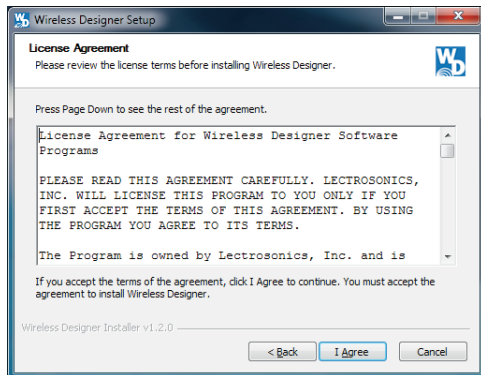 Wireless Designer Setup
License Agreement
Please review the license terms before installing Wireless Designer.
WD
Press Page Down to see the rest of the agreement.
License Agreement for Wireless Designer Software
Programs
PLEASE READ THIS AGREEMENT CAREFULLY. LECTROSONICS,
INC. WILL LICENSE THIS PROGRAM TO YOU ONLY IF YOU
FIRST ACCEPT THE TERMS OF THIS AGREEMENT. BY USING
THE PROGRAM YOU AGREE TO ITS TERMS.
The Program is owned by Lectrosonics, Inc. and is
If you accept the terms of the agreement, click I Agree to continue. You must accept the
agreement to install Wireless Designer.
Wireless Designer Installer v1.2.0
< Back I Agree Cancel